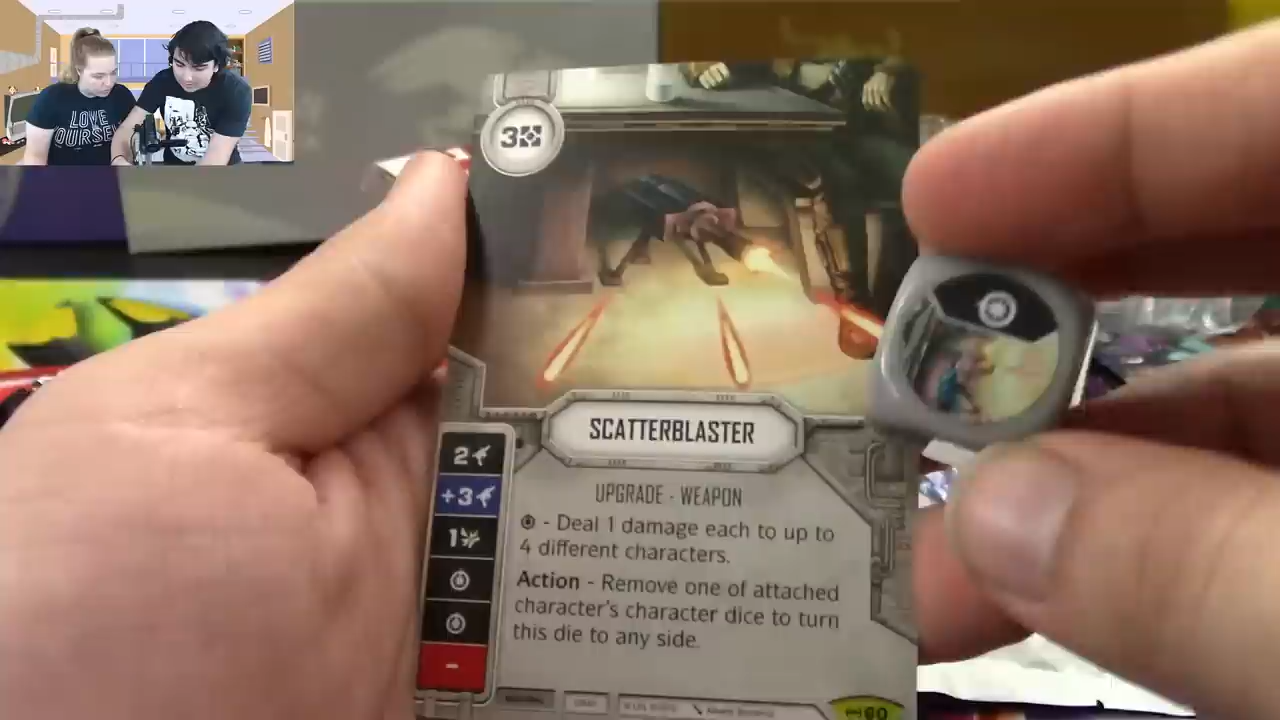 LOVE
3
SCATTERBLASTER
2
+3
1
-
UPGRADE - WEAPON
- Deal 1 damage each to up to
4 different characters.
Action - Remove one of attached
character's character dice to turn
this die to any side.
60